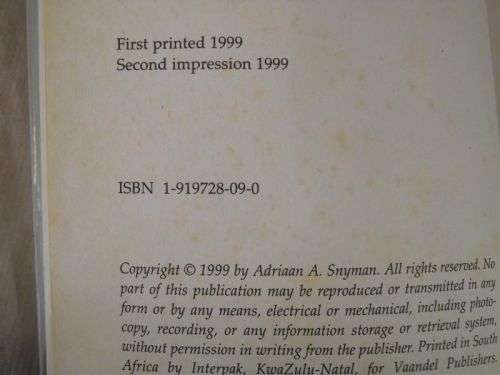 First printed 1999
Second impression 1999
ISBN 1-919728-09-0
Copyright © 1999 by Adriaan A. Snyman. All rights reserved. No
part of this publication may be reproduced or transmitted in any
form or by any means, electrical or mechanical, including photo-
copy, recording, or any information storage or retrieval system,
without permission in writing from the publisher. Printed in South
Africa by Interpak, KwaZulu-Natal, for Vaandel Publishers.